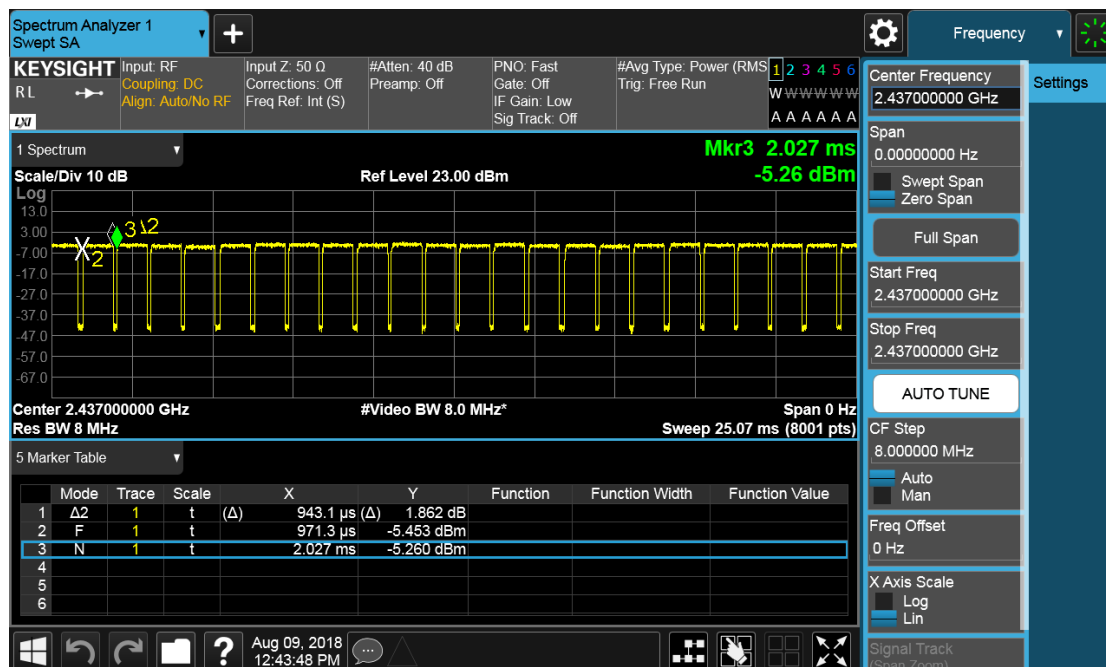 Spectrum Analyzer 1
Swept SA
+
Frequency
KEYSIGHT
RL
LXI
Input: RF
Coupling: DC
Align: Auto/No RF
Input Z: 50 Ω
Corrections: Off
Freq Ref: Int (S)
#Atten: 40 dB
Preamp: Off
PNO: Fast
Gate: Off
IF Gain: Low
Sig Track: Off
#Avg Type: Power (RMS
Trig: Free Run
1 2 3 4 5 6
W W W W W W
A A A A A A
1 Spectrum
Mkr3 2.027 ms
Scale/Div 10 dB
Ref Level 23.00 dBm
-5.26 dBm
Log
13.0
3.00
-7.00
-17.0
-27.0
-37.0
-47.0
-57.0
-67.0
Center 2.437000000 GHz
#Video BW 8.0 MHz*
Span 0 Hz
Res BW 8 MHz
Sweep 25.07 ms (8001 pts)
5 Marker Table
Mode Trace Scale X Y Function Function Width Function Value
1 Δ2 1 t (Δ) 943.1 µs (Δ) 1.862 dB
2 F 1 t 971.3 µs -5.453 dBm
3 N 1 t 2.027 ms -5.260 dBm
4
5
6
?
Aug 09, 2018
12:43:48 PM
Center Frequency
2.437000000 GHz
Span
0.00000000 Hz
Swept Span
Zero Span
Full Span
Start Freq
2.437000000 GHz
Stop Freq
2.437000000 GHz
AUTO TUNE
CF Step
8.000000 MHz
Auto
Man
Freq Offset
0 Hz
X Axis Scale
Log
Lin
Signal Track
(Span Zoom)
Settings